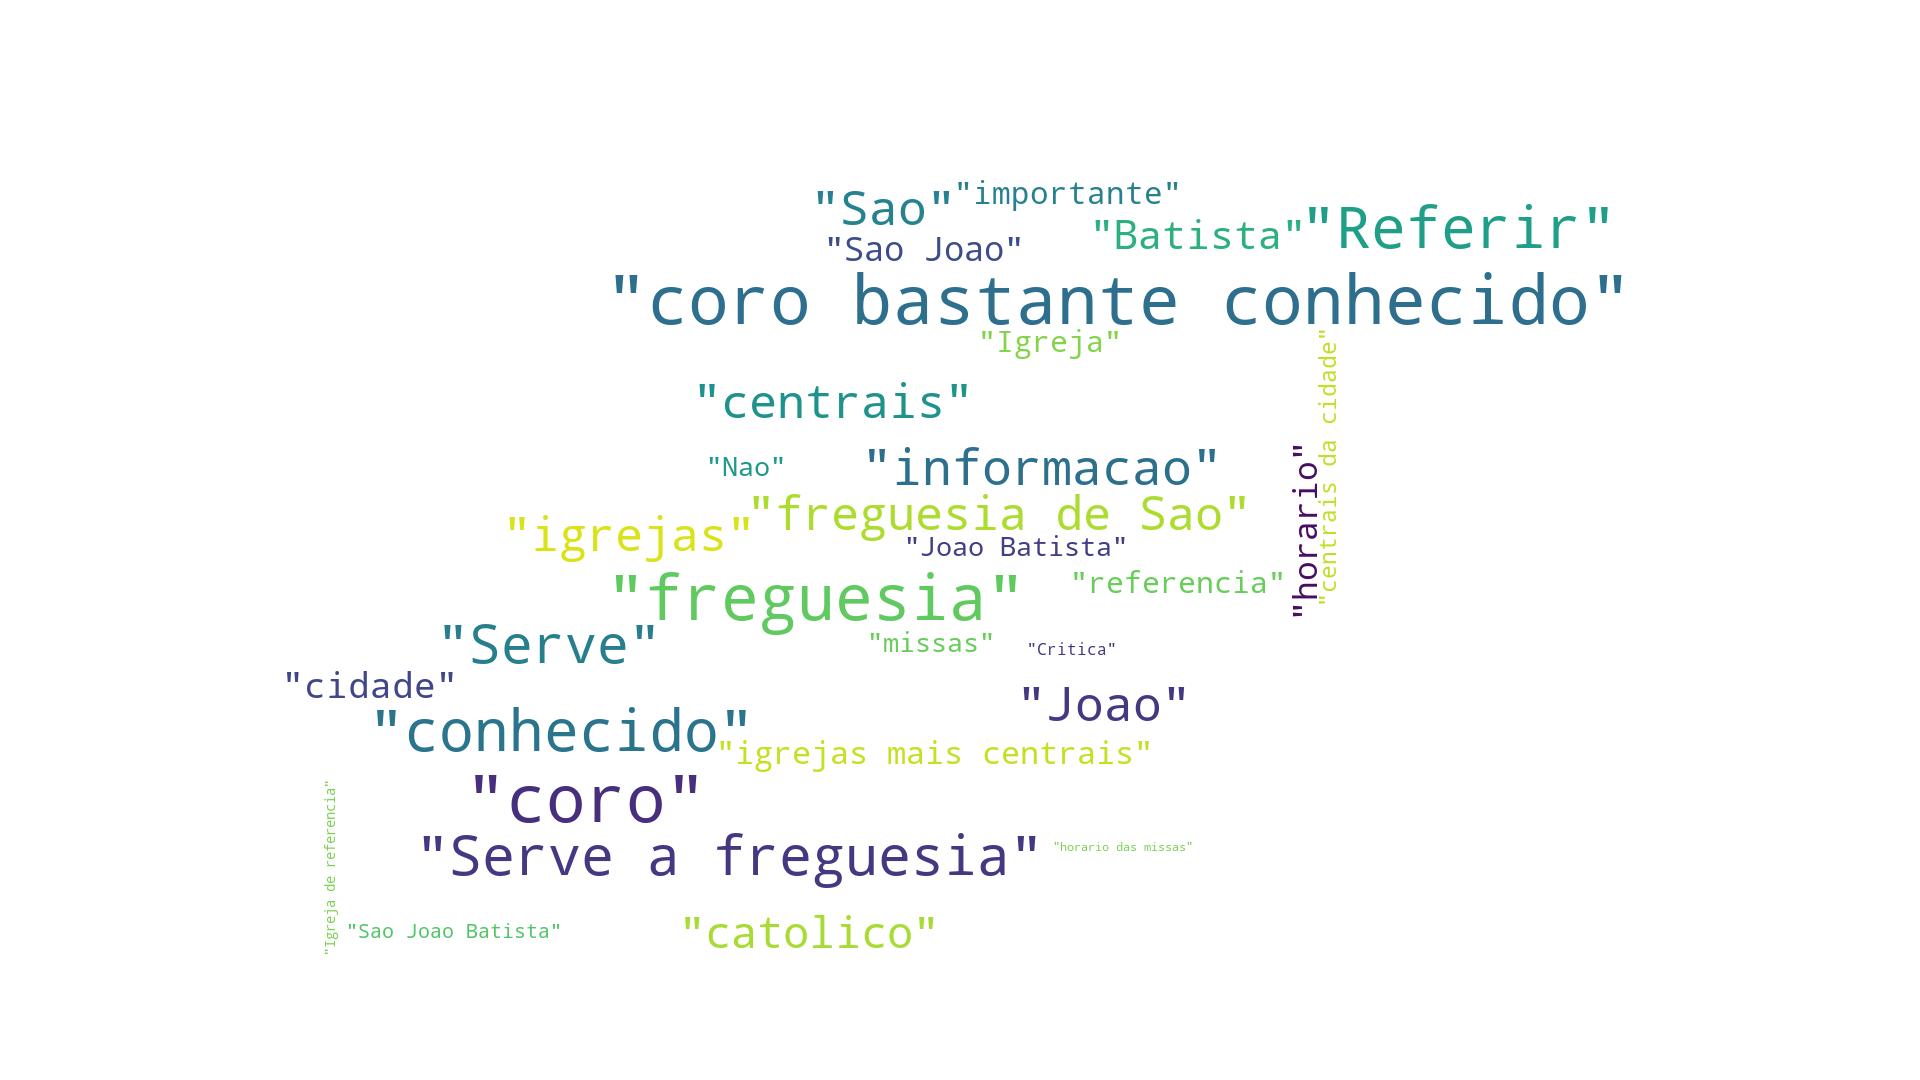 "Sao"
"importante"
"Batista"
"Referir"
"Sao Joao"
"coro bastante conhecido"
"Igreja"
"centrais da cidade"
"centrais"
"Nao"
"informacao"
"horario"
"freguesia de Sao"
"igrejas"
"Joao Batista"
"freguesia"
"referencia"
"Serve"
"missas"
"Critica"
"cidade"
"Joao"
"conhecido"
"igrejas mais centrais"
"coro"
"Serve a freguesia"
"horario das missas"
"Igreja de referencia"
"Sao Joao Batista"
"catolico"